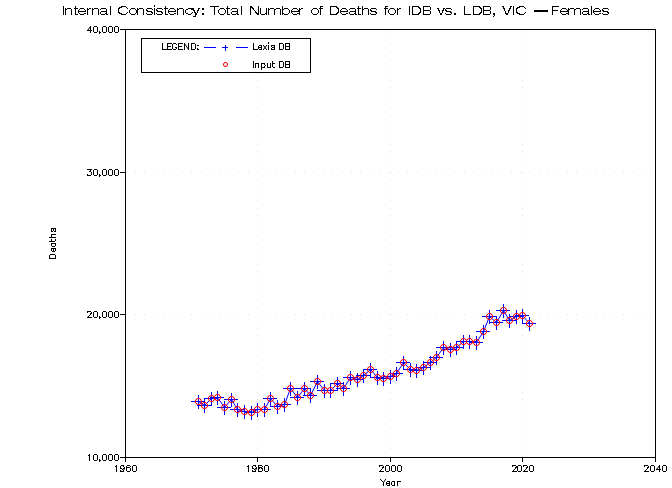 Internal Consistency: Total Number of Deaths for IDB vs. LDB, VIC — Females
40,000
LEGEND: Lexis DB
Input DB
30,000
Deaths
20,000
10,000
1960 1980 2000 2020 2040
Year